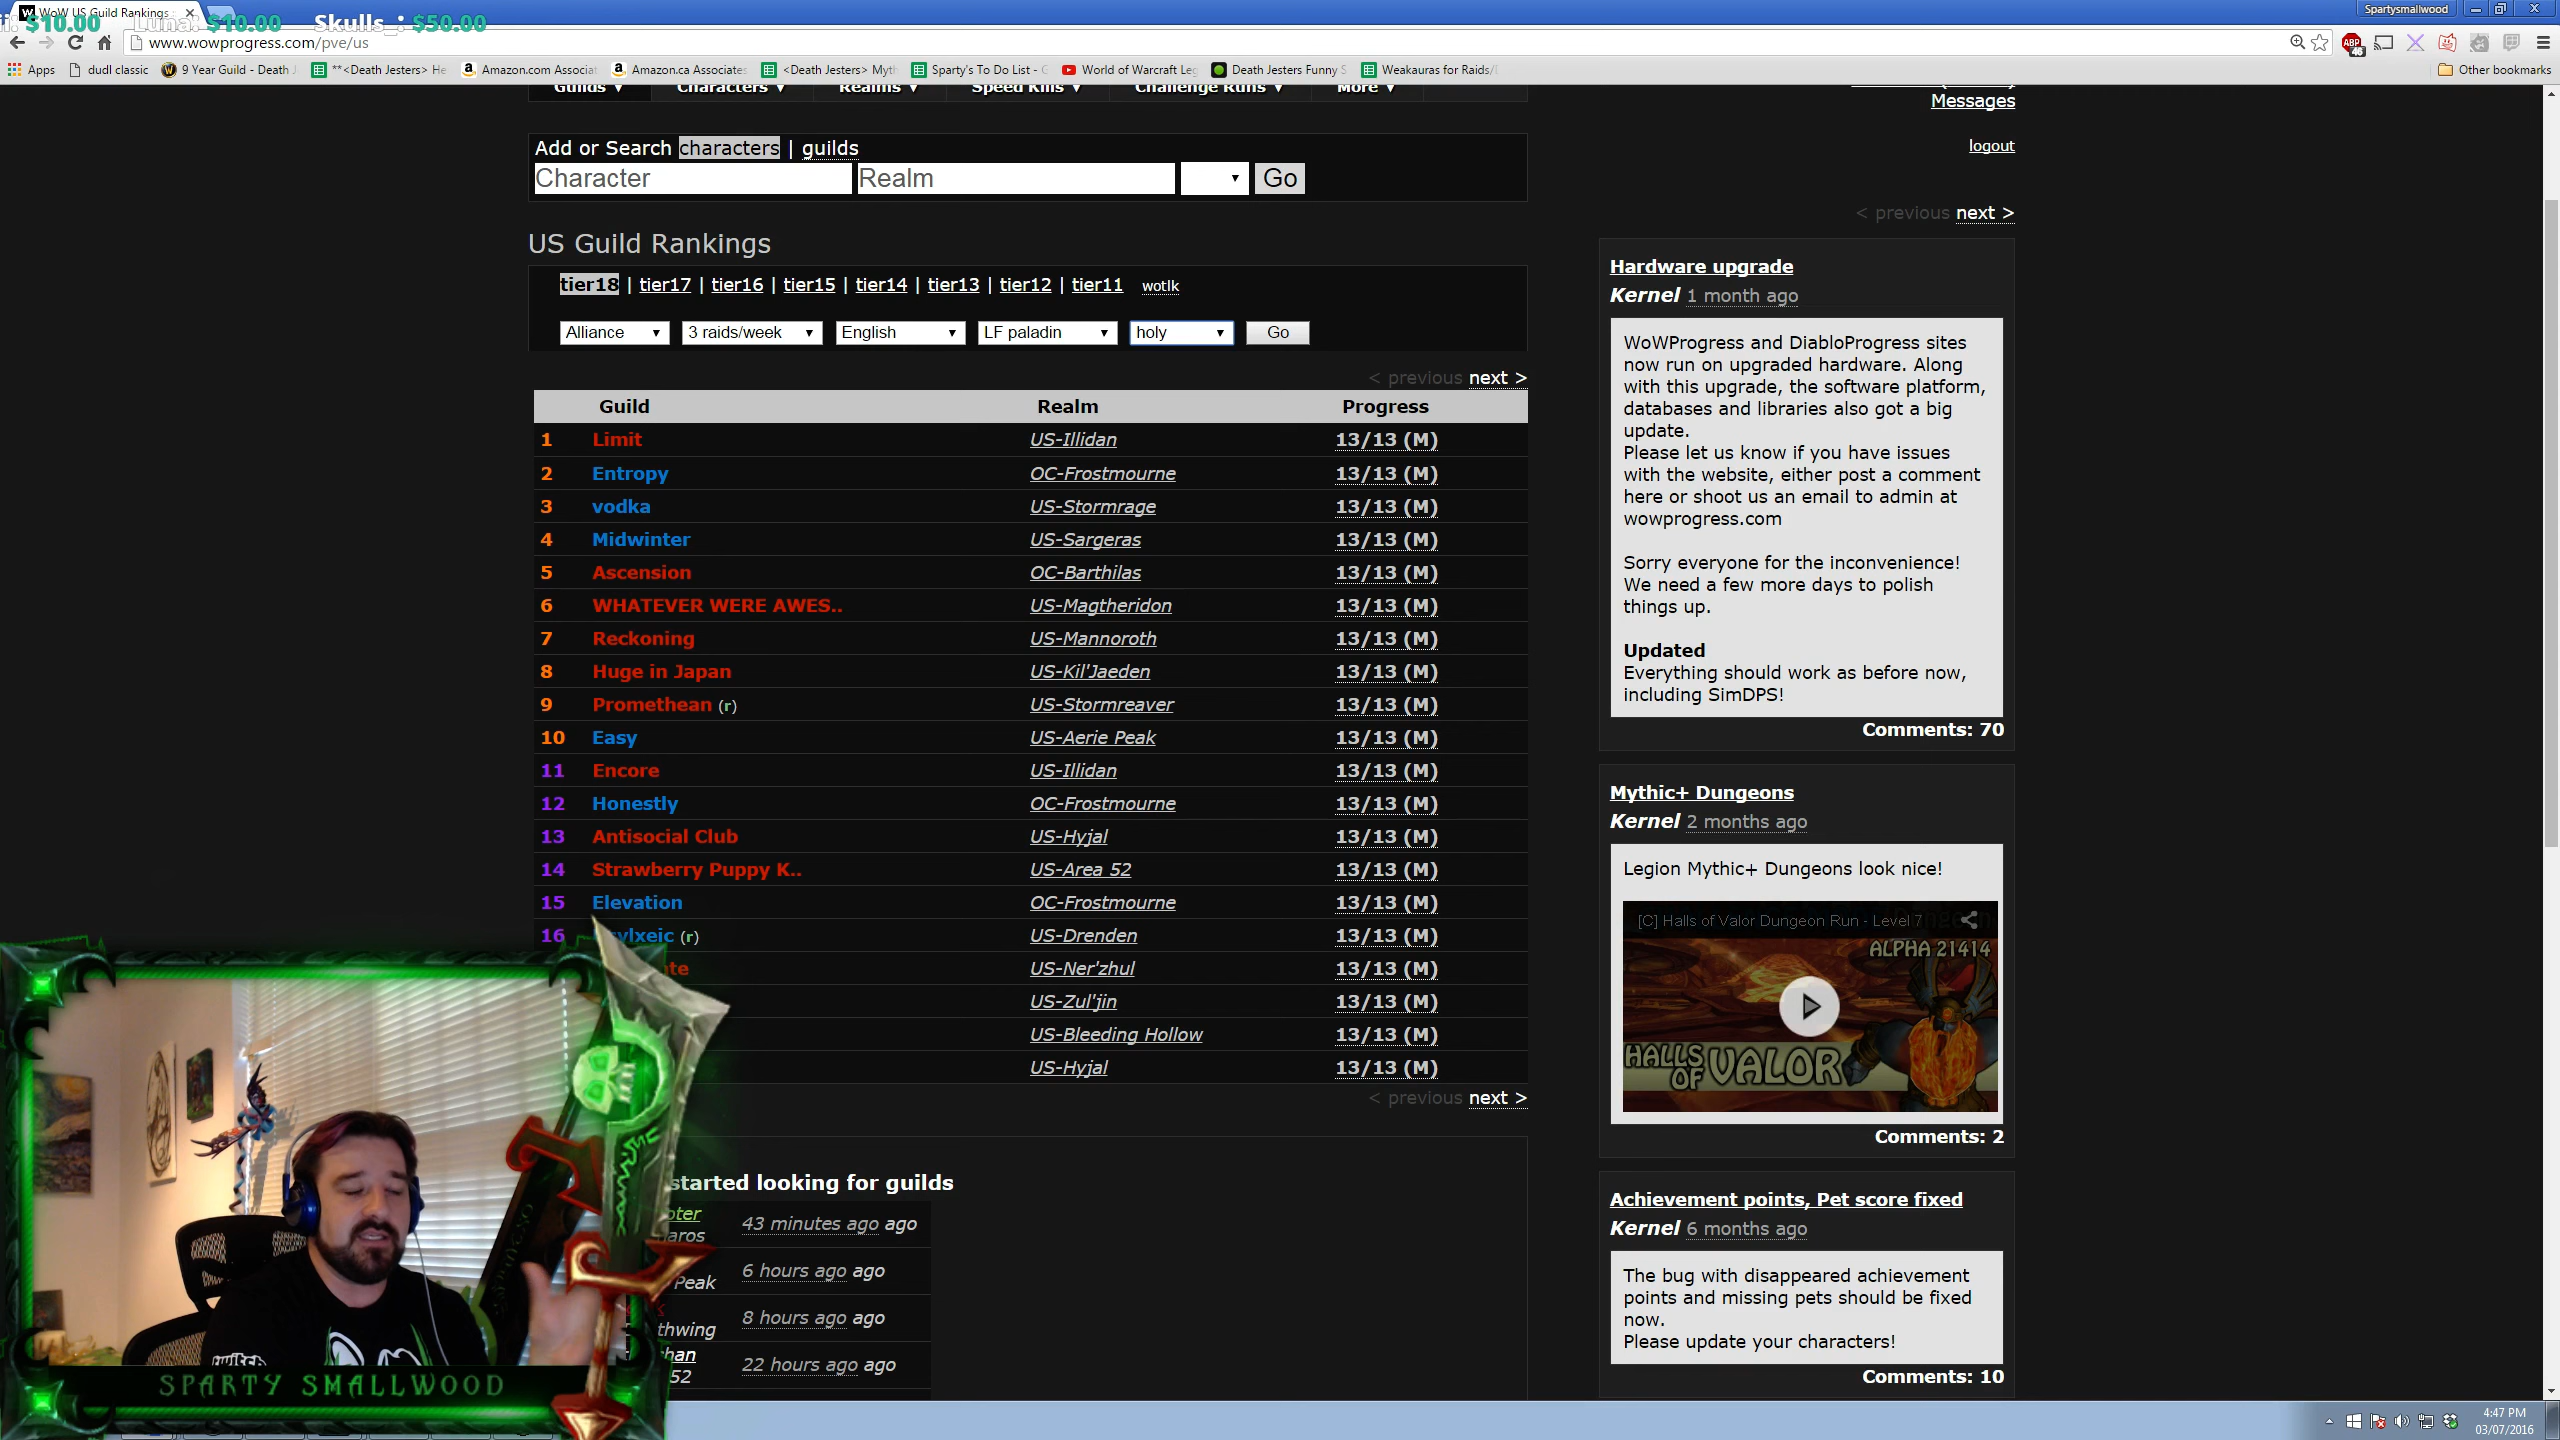 WoW US Guild Rankings
$10.00 Luna: $10.00 Skulls_: $50.00
Spartysmallwood
www.wowprogress.com/pve/us
Apps dudl classic 9 Year Guild - Death J **<Death Jesters> He Amazon.com Associat Amazon.ca Associates <Death Jesters> Myth Sparty's To Do List - G World of Warcraft Leg Death Jesters Funny S Weakauras for Raids/ Other bookmarks
Guilds ▼ Characters ▼ Realms ▼ Speed Kills ▼ Challenge Runs ▼ More ▼
Messages
logout
Add or Search characters | guilds
Character Realm Go
< previous next >
US Guild Rankings
tier18 | tier17 | tier16 | tier15 | tier14 | tier13 | tier12 | tier11 wotlk
Alliance 3 raids/week English LF paladin holy Go
< previous next >
Guild Realm Progress
1 Limit US-Illidan 13/13 (M)
2 Entropy OC-Frostmourne 13/13 (M)
3 vodka US-Stormrage 13/13 (M)
4 Midwinter US-Sargeras 13/13 (M)
5 Ascension OC-Barthilas 13/13 (M)
6 WHATEVER WERE AWES.. US-Magtheridon 13/13 (M)
7 Reckoning US-Mannoroth 13/13 (M)
8 Huge in Japan US-Kil'Jaeden 13/13 (M)
9 Promethean (r) US-Stormreaver 13/13 (M)
10 Easy US-Aerie Peak 13/13 (M)
11 Encore US-Illidan 13/13 (M)
12 Honestly OC-Frostmourne 13/13 (M)
13 Antisocial Club US-Hyjal 13/13 (M)
14 Strawberry Puppy K.. US-Area 52 13/13 (M)
15 Elevation OC-Frostmourne 13/13 (M)
16 ylxeic (r) US-Drenden 13/13 (M)
te US-Ner'zhul 13/13 (M)
US-Zul'jin 13/13 (M)
US-Bleeding Hollow 13/13 (M)
US-Hyjal 13/13 (M)
< previous next >
started looking for guilds
oter
aros 43 minutes ago ago
Peak 6 hours ago ago
thwing 8 hours ago ago
han
52 22 hours ago ago
Hardware upgrade
Kernel 1 month ago
WoWProgress and DiabloProgress sites
now run on upgraded hardware. Along
with this upgrade, the software platform,
databases and libraries also got a big
update.
Please let us know if you have issues
with the website, either post a comment
here or shoot us an email to admin at
wowprogress.com
Sorry everyone for the inconvenience!
We need a few more days to polish
things up.
Updated
Everything should work as before now,
including SimDPS!
Comments: 70
Mythic+ Dungeons
Kernel 2 months ago
Legion Mythic+ Dungeons look nice!
[C] Halls of Valor Dungeon Run - Level 7
ALPHA 21414
HALLS OF VALOR
Comments: 2
Achievement points, Pet score fixed
Kernel 6 months ago
The bug with disappeared achievement
points and missing pets should be fixed
now.
Please update your characters!
Comments: 10
twitch
SPARTY SMALLWOOD
4:47 PM
03/07/2016